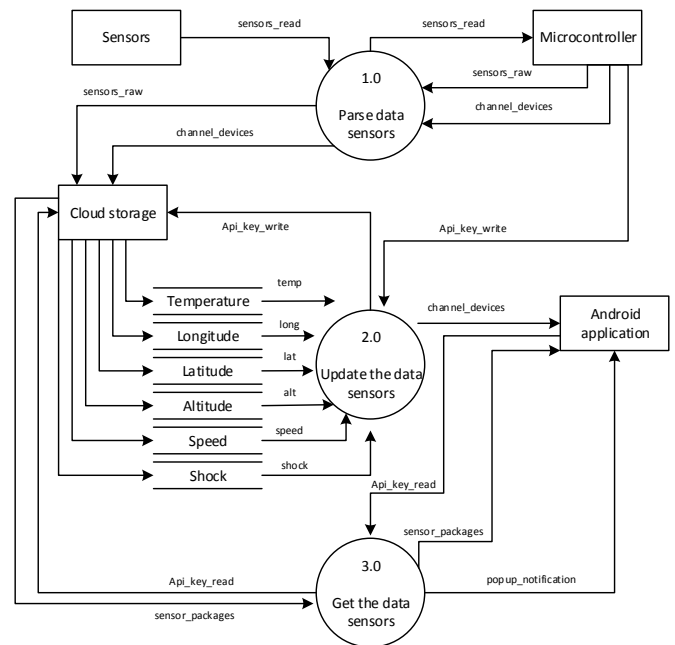 sensors_read
sensors_read
Sensors
Microcontroller
1.0
sensors_raw
Parse data
sensors
sensors_raw
channel_devices
channel_devices
Cloud storage
Api_key_write
Api_key_write
temp
Temperature
channel_devices
long
Longitude
2.0
Android
application
lat
Latitude
Update the data
sensors
alt
Altitude
speed
Speed
shock
Shock
Api_key_read
sensor_packages
3.0
Api_key_read
popup_notification
Get the data
sensors
sensor_packages